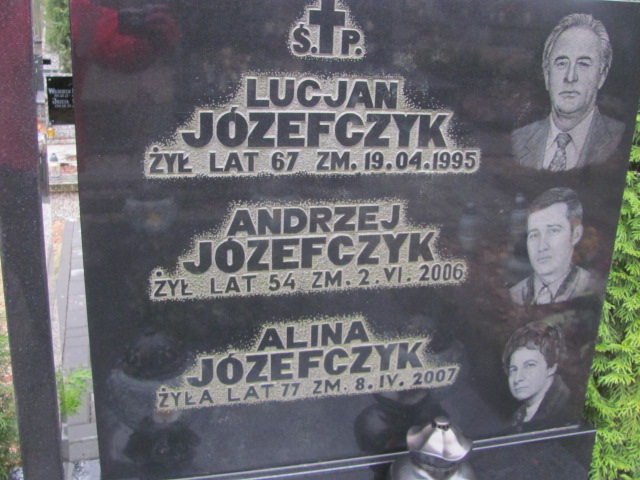 Ś. P.
LUCJAN
JÓZEFCZYK
ŻYŁ LAT 67 ZM. 19.04.1995
ANDRZEJ
JÓZEFCZYK
ŻYŁ LAT 54 ZM. 2.VI.2006
ALINA
JÓZEFCZYK
ŻYŁA LAT 77 ZM. 8.IV.2007